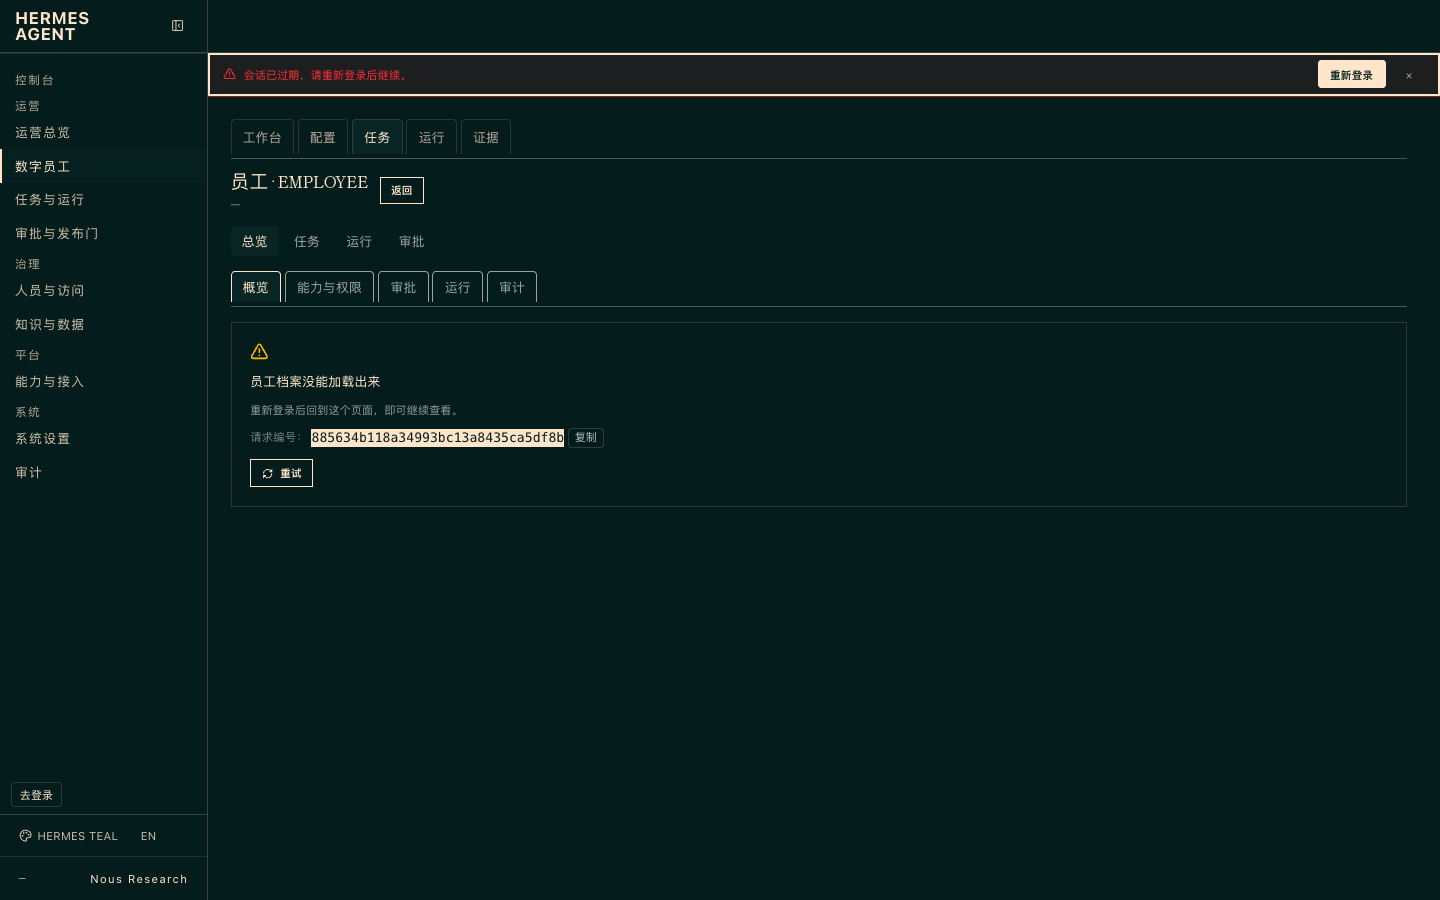 HERMES
AGENT
控制台
运营
运营总览
数字员工
任务与运行
审批与发布门
治理
人员与访问
知识与数据
平台
能力与接入
系统
系统设置
审计
去登录
HERMES TEAL EN
— Nous Research
会话已过期，请重新登录后继续。 重新登录 ×
工作台 配置 任务 运行 证据
员工 · EMPLOYEE 返回
—
总览 任务 运行 审批
概览 能力与权限 审批 运行 审计
员工档案没能加载出来
重新登录后回到这个页面，即可继续查看。
请求编号： 885634b118a34993bc13a8435ca5df8b 复制
重试